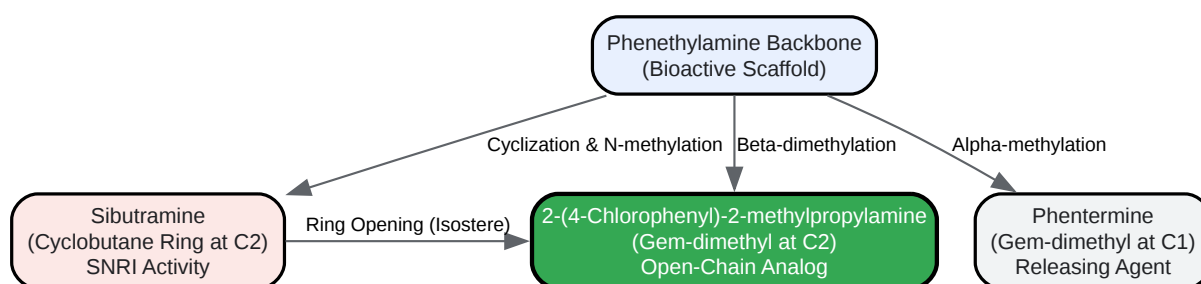 Phenethylamine Backbone
(Bioactive Scaffold)
Cyclization & N-methylation
Beta-dimethylation
Alpha-methylation
Sibutramine
(Cyclobutane Ring at C2)
SNRI Activity
Ring Opening (Isostere)
2-(4-Chlorophenyl)-2-methylpropylamine
(Gem-dimethyl at C2)
Open-Chain Analog
Phentermine
(Gem-dimethyl at C1)
Releasing Agent